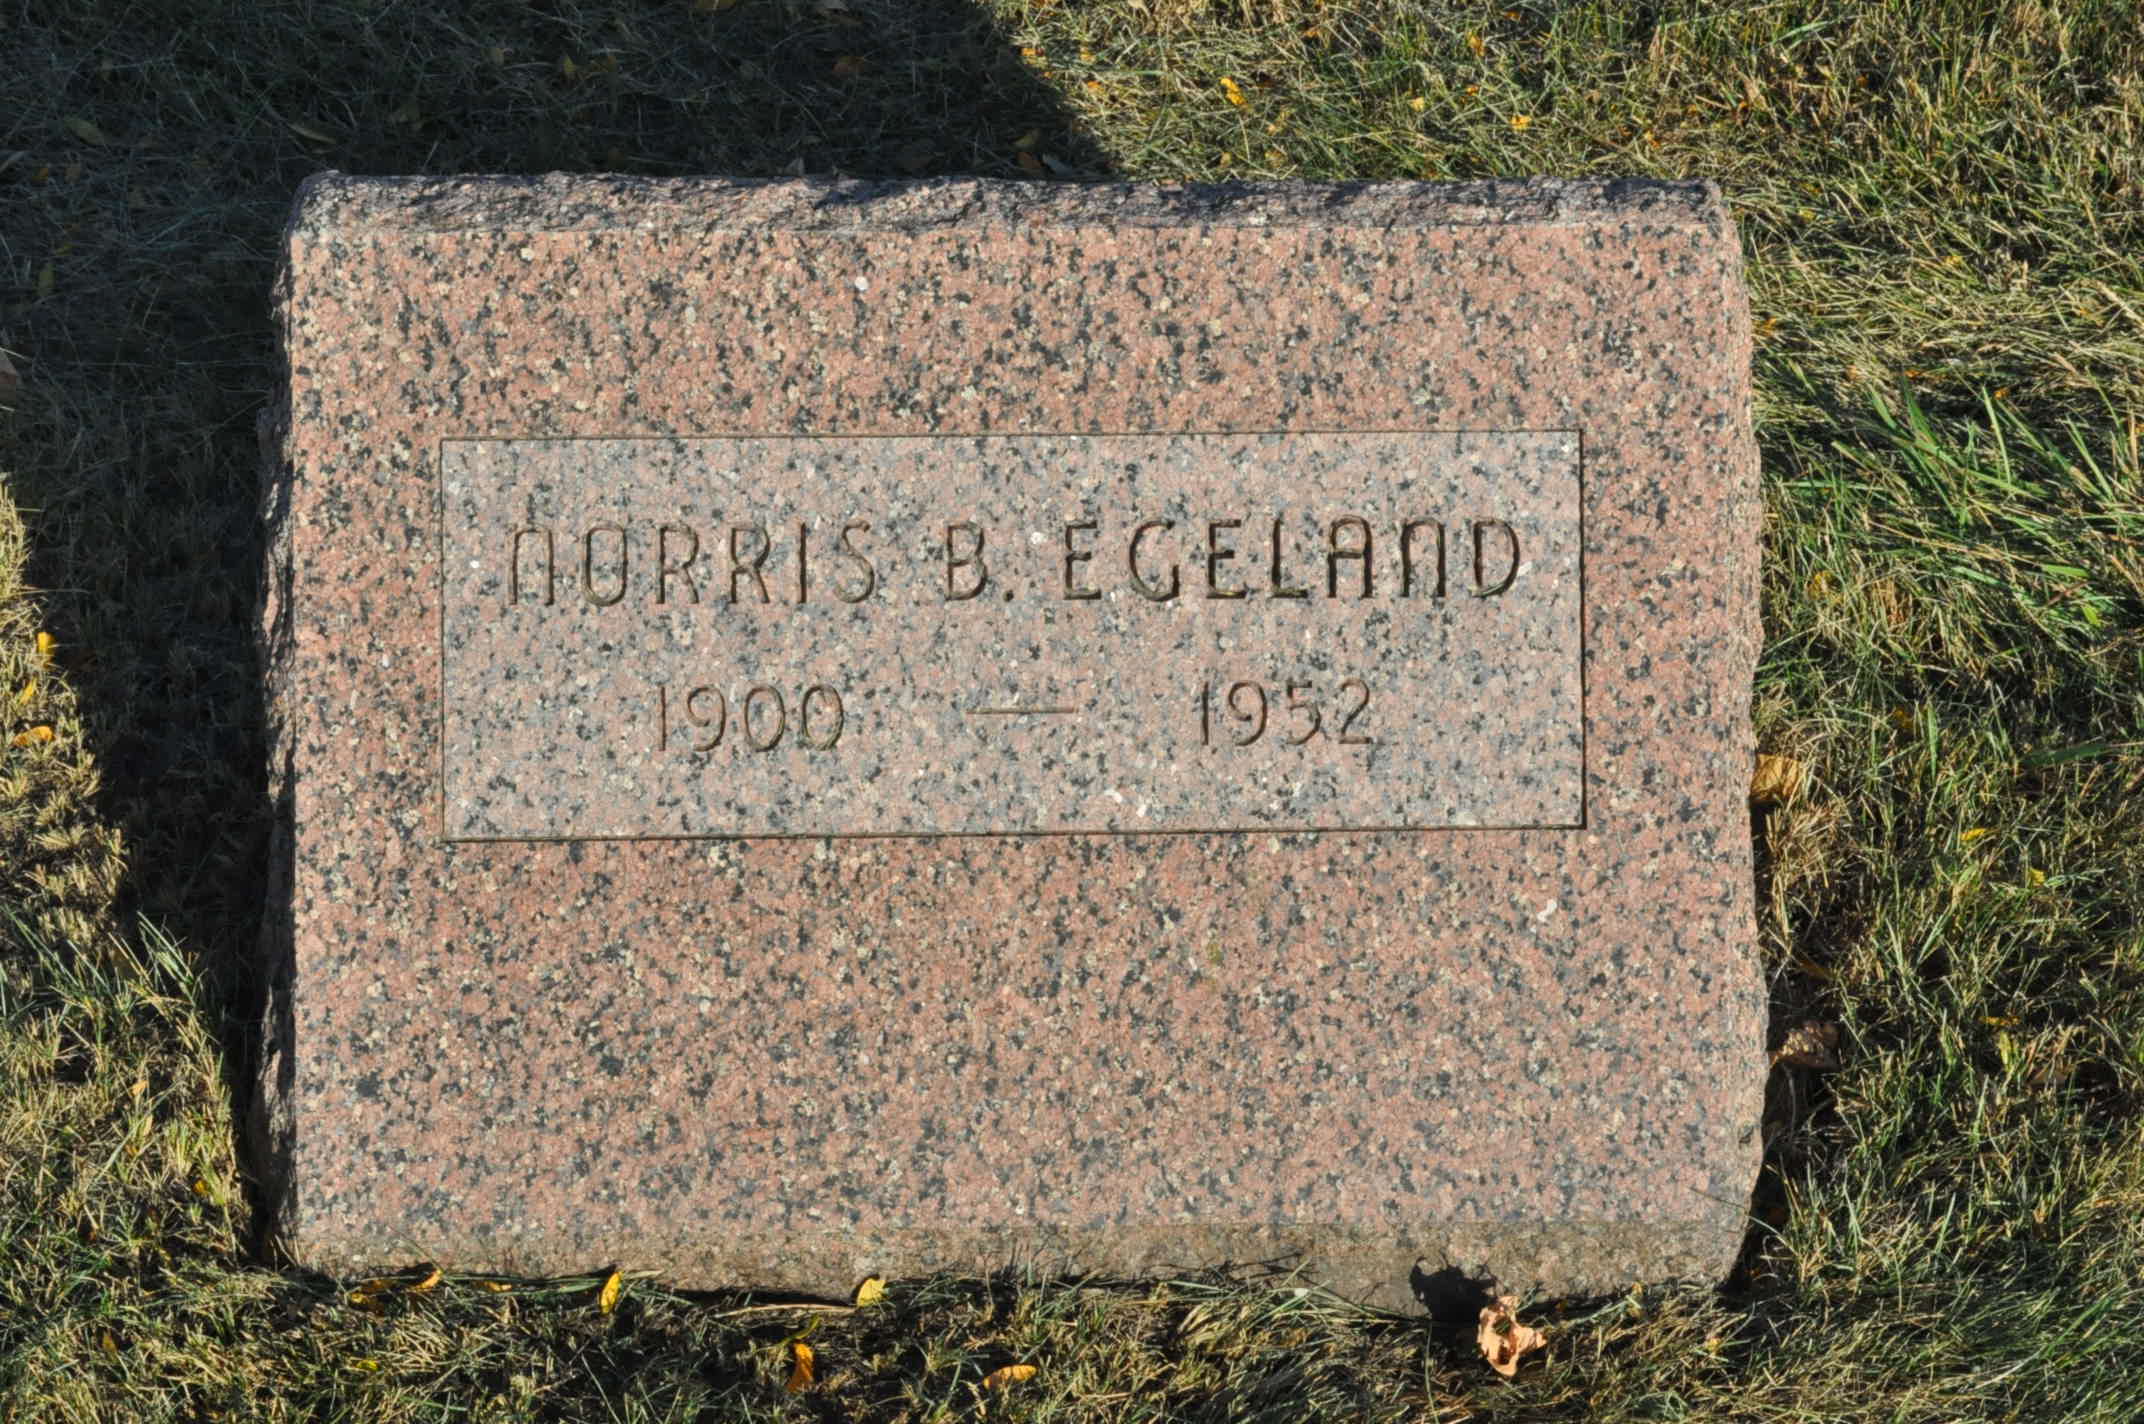 NORRIS B. EGELAND
1900 — 1952